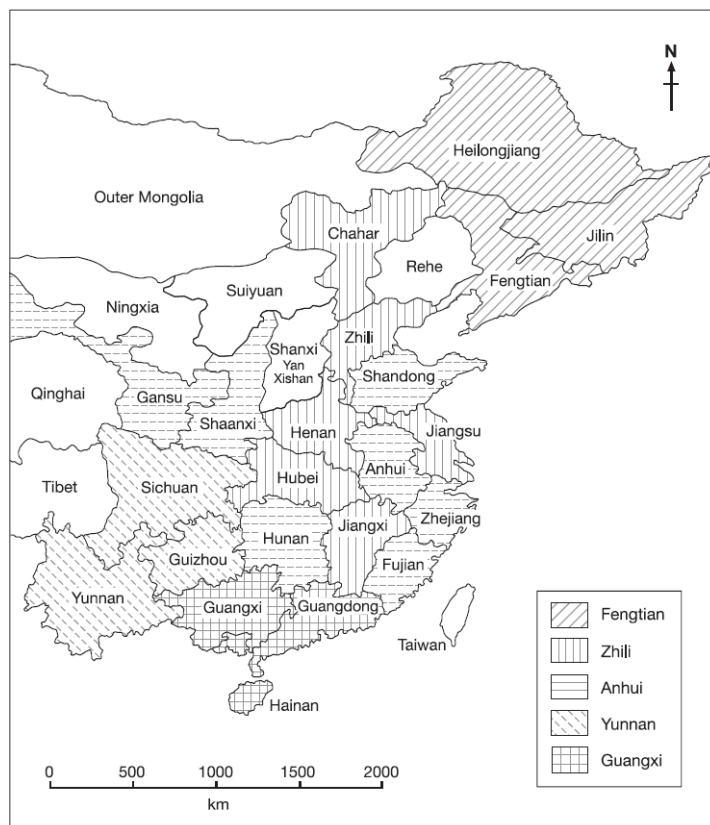 N
Heilongjiang
Outer Mongolia
Jilin
Chahar
Rehe
Fengtian
Suiyuan
Ningxia
Zhili
Shanxi
Yan
Xishan
Shandong
Qinghai
Gansu
Shaanxi
Henan
Jiangsu
Anhui
Hubei
Sichuan
Tibet
Zhejiang
Jiangxi
Hunan
Guizhou
Fujian
Yunnan
Guangxi
Guangdong
Taiwan
Hainan
Fengtian
Zhili
Anhui
Yunnan
Guangxi
0 500 1000 1500 2000
km